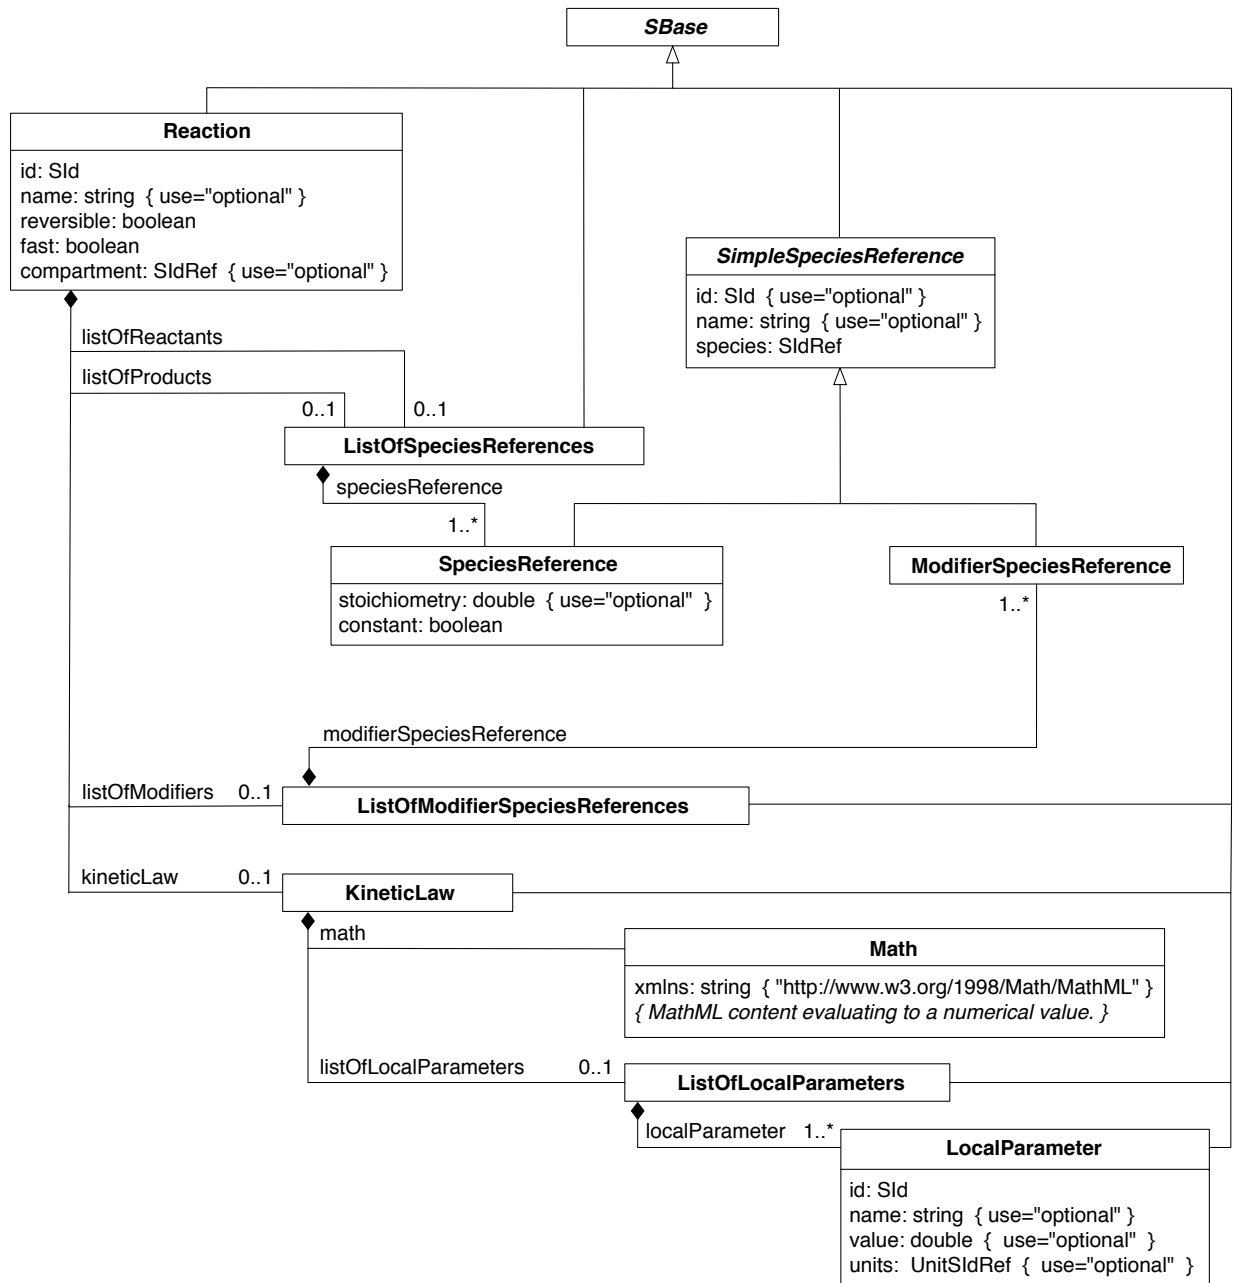 SBase
Reaction
id: SId
name: string { use="optional" }
reversible: boolean
fast: boolean
compartment: SIdRef { use="optional" }
SimpleSpeciesReference
id: SId { use="optional" }
name: string { use="optional" }
species: SIdRef
listOfReactants
listOfProducts
0..1
0..1
ListOfSpeciesReferences
speciesReference
1..*
SpeciesReference
stoichiometry: double { use="optional" }
constant: boolean
ModifierSpeciesReference
1..*
modifierSpeciesReference
listOfModifiers 0..1
ListOfModifierSpeciesReferences
kineticLaw 0..1
KineticLaw
math
Math
xmlns: string { "http://www.w3.org/1998/Math/MathML" }
{ MathML content evaluating to a numerical value. }
listOfLocalParameters 0..1
ListOfLocalParameters
localParameter 1..*
LocalParameter
id: SId
name: string { use="optional" }
value: double { use="optional" }
units: UnitSIdRef { use="optional" }